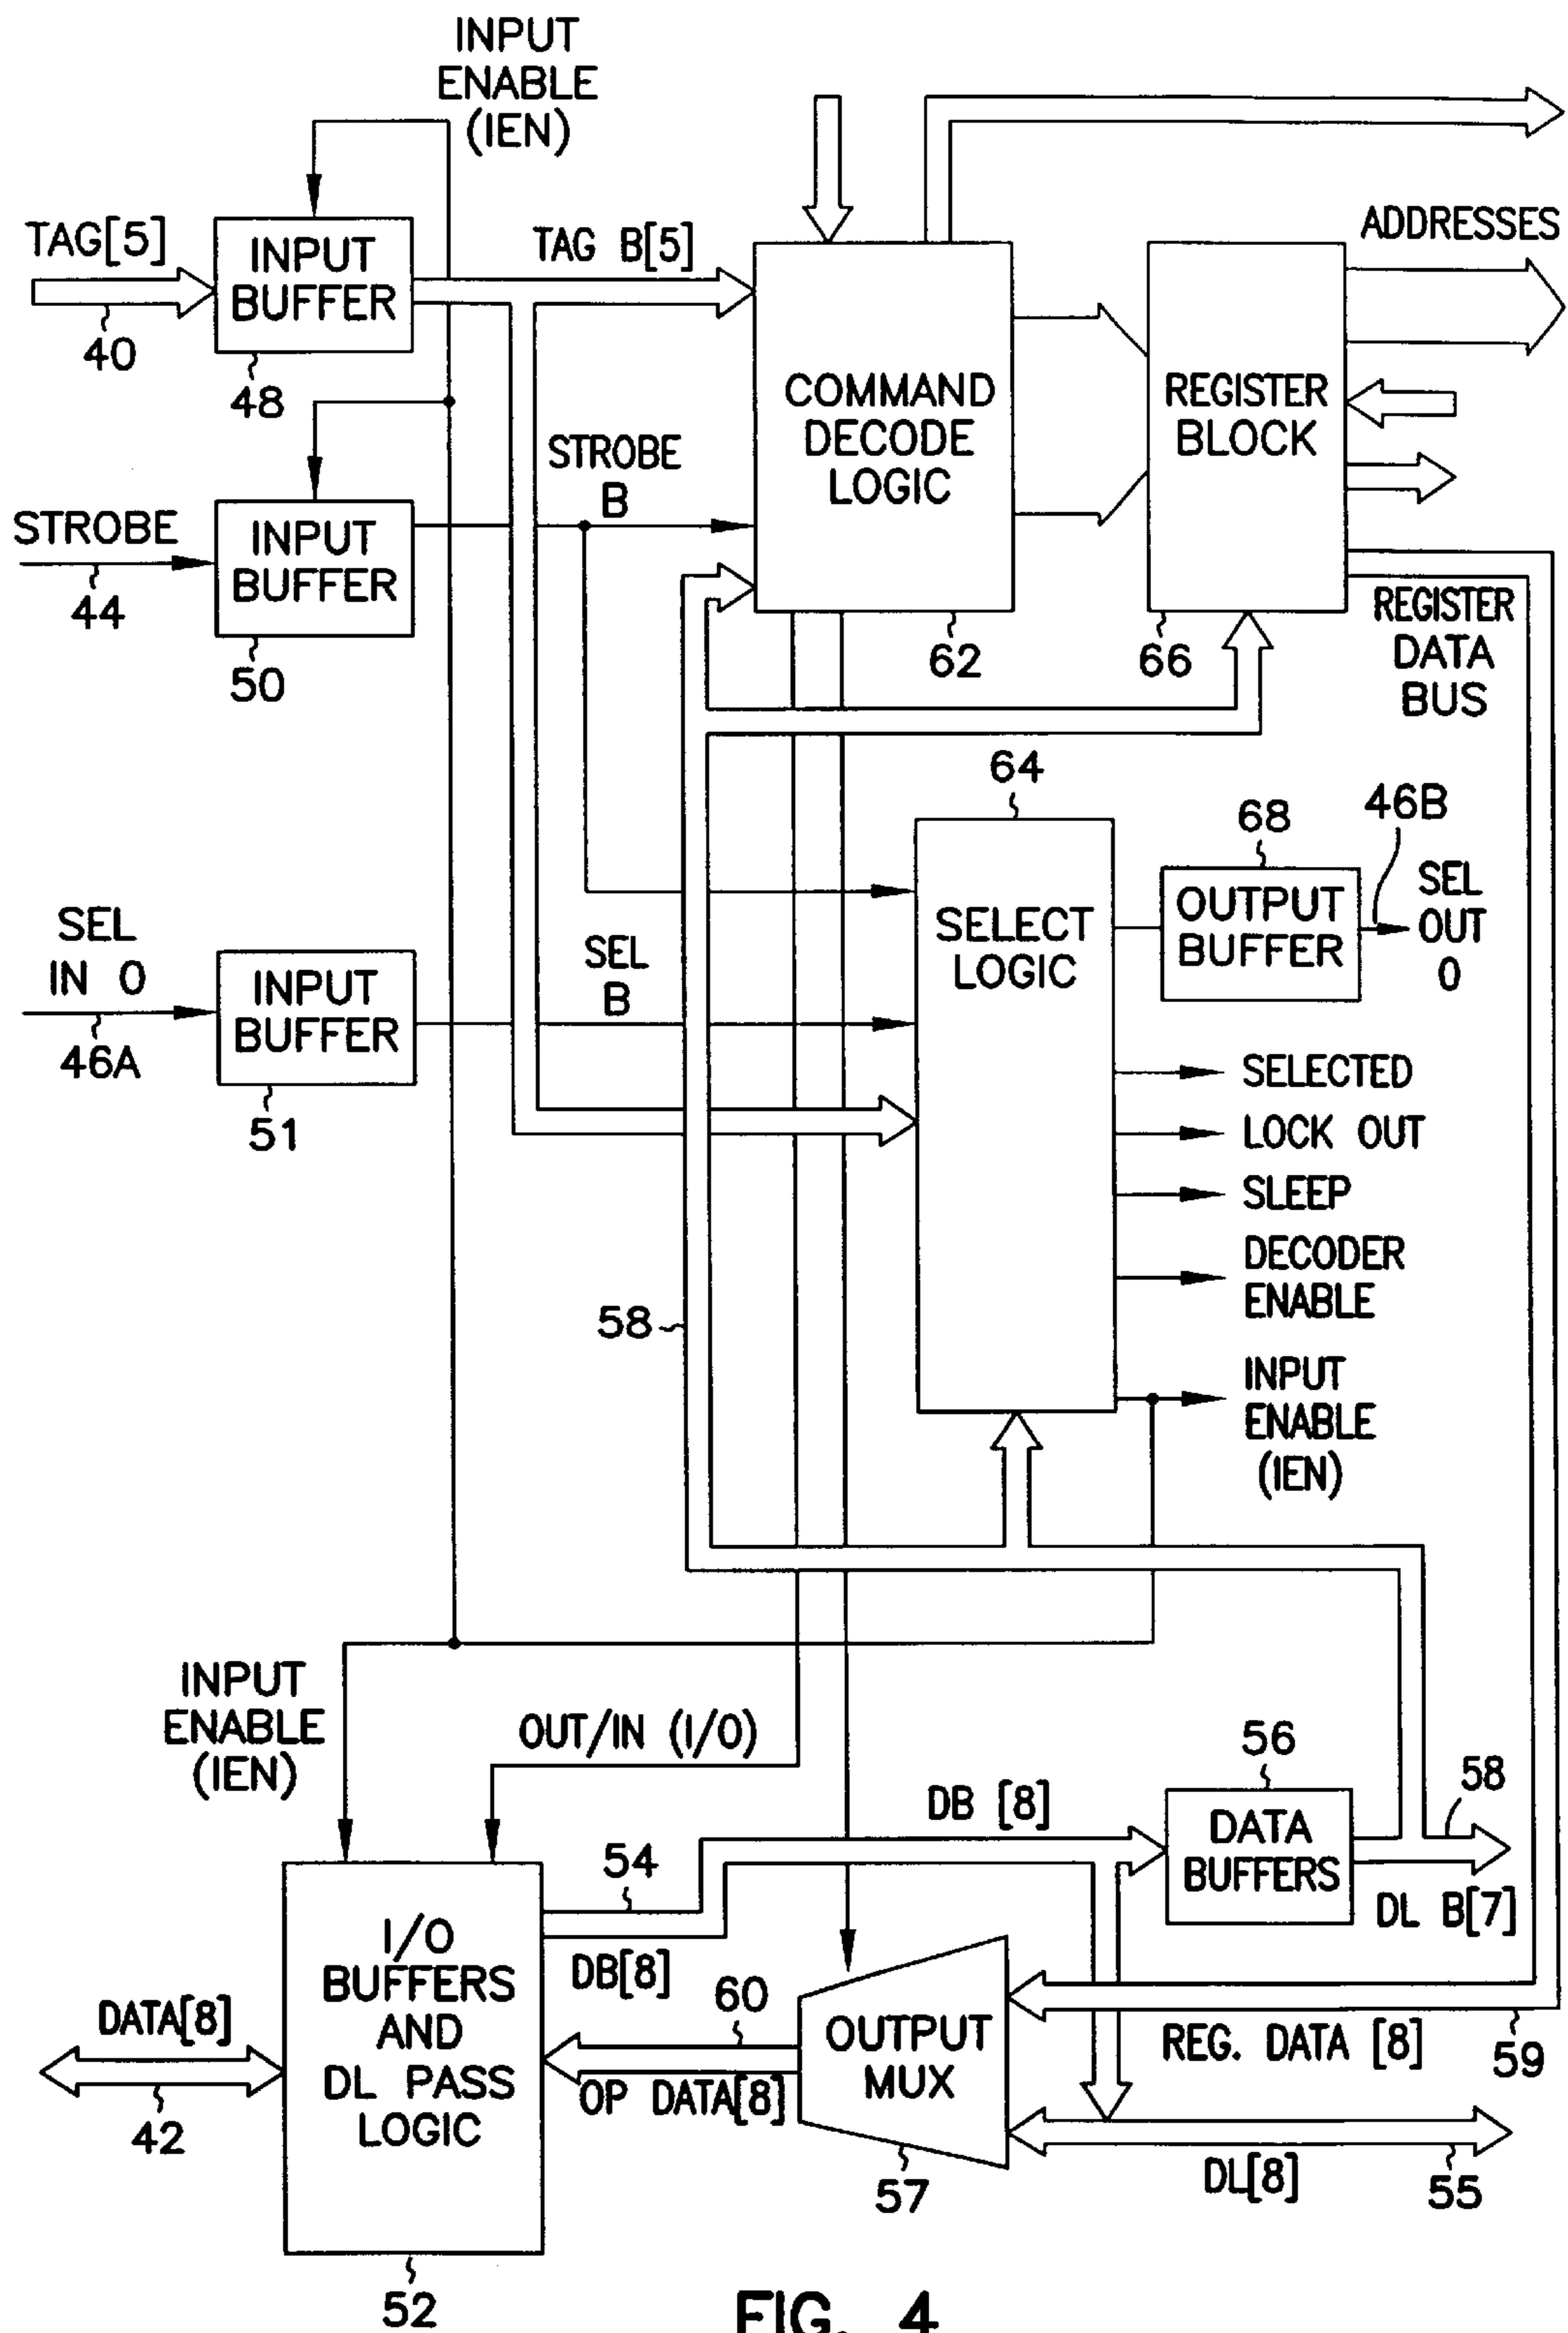 INPUT
ENABLE
(IEN)
ADDRESSES
TAG[5]
INPUT
BUFFER
TAG B[5]
40
48
COMMAND
DECODE
LOGIC
REGISTER
BLOCK
STROBE
B
STROBE
INPUT
BUFFER
44
50
62
66
REGISTER
DATA
BUS
64
68
46B
SEL
IN 0
INPUT
BUFFER
46A
51
SEL
B
SELECT
LOGIC
OUTPUT
BUFFER
SEL
OUT
0
SELECTED
LOCK OUT
SLEEP
DECODER
ENABLE
58
INPUT
ENABLE
(IEN)
INPUT
ENABLE
(IEN)
OUT/IN (I/O)
56
58
DB [8]
DATA
BUFFERS
DL B[7]
54
DB[8]
I/O
BUFFERS
AND
DL PASS
LOGIC
DATA[8]
42
60
OP DATA[8]
OUTPUT
MUX
REG. DATA [8]
59
57
DL[8]
55
52
FIG. 4